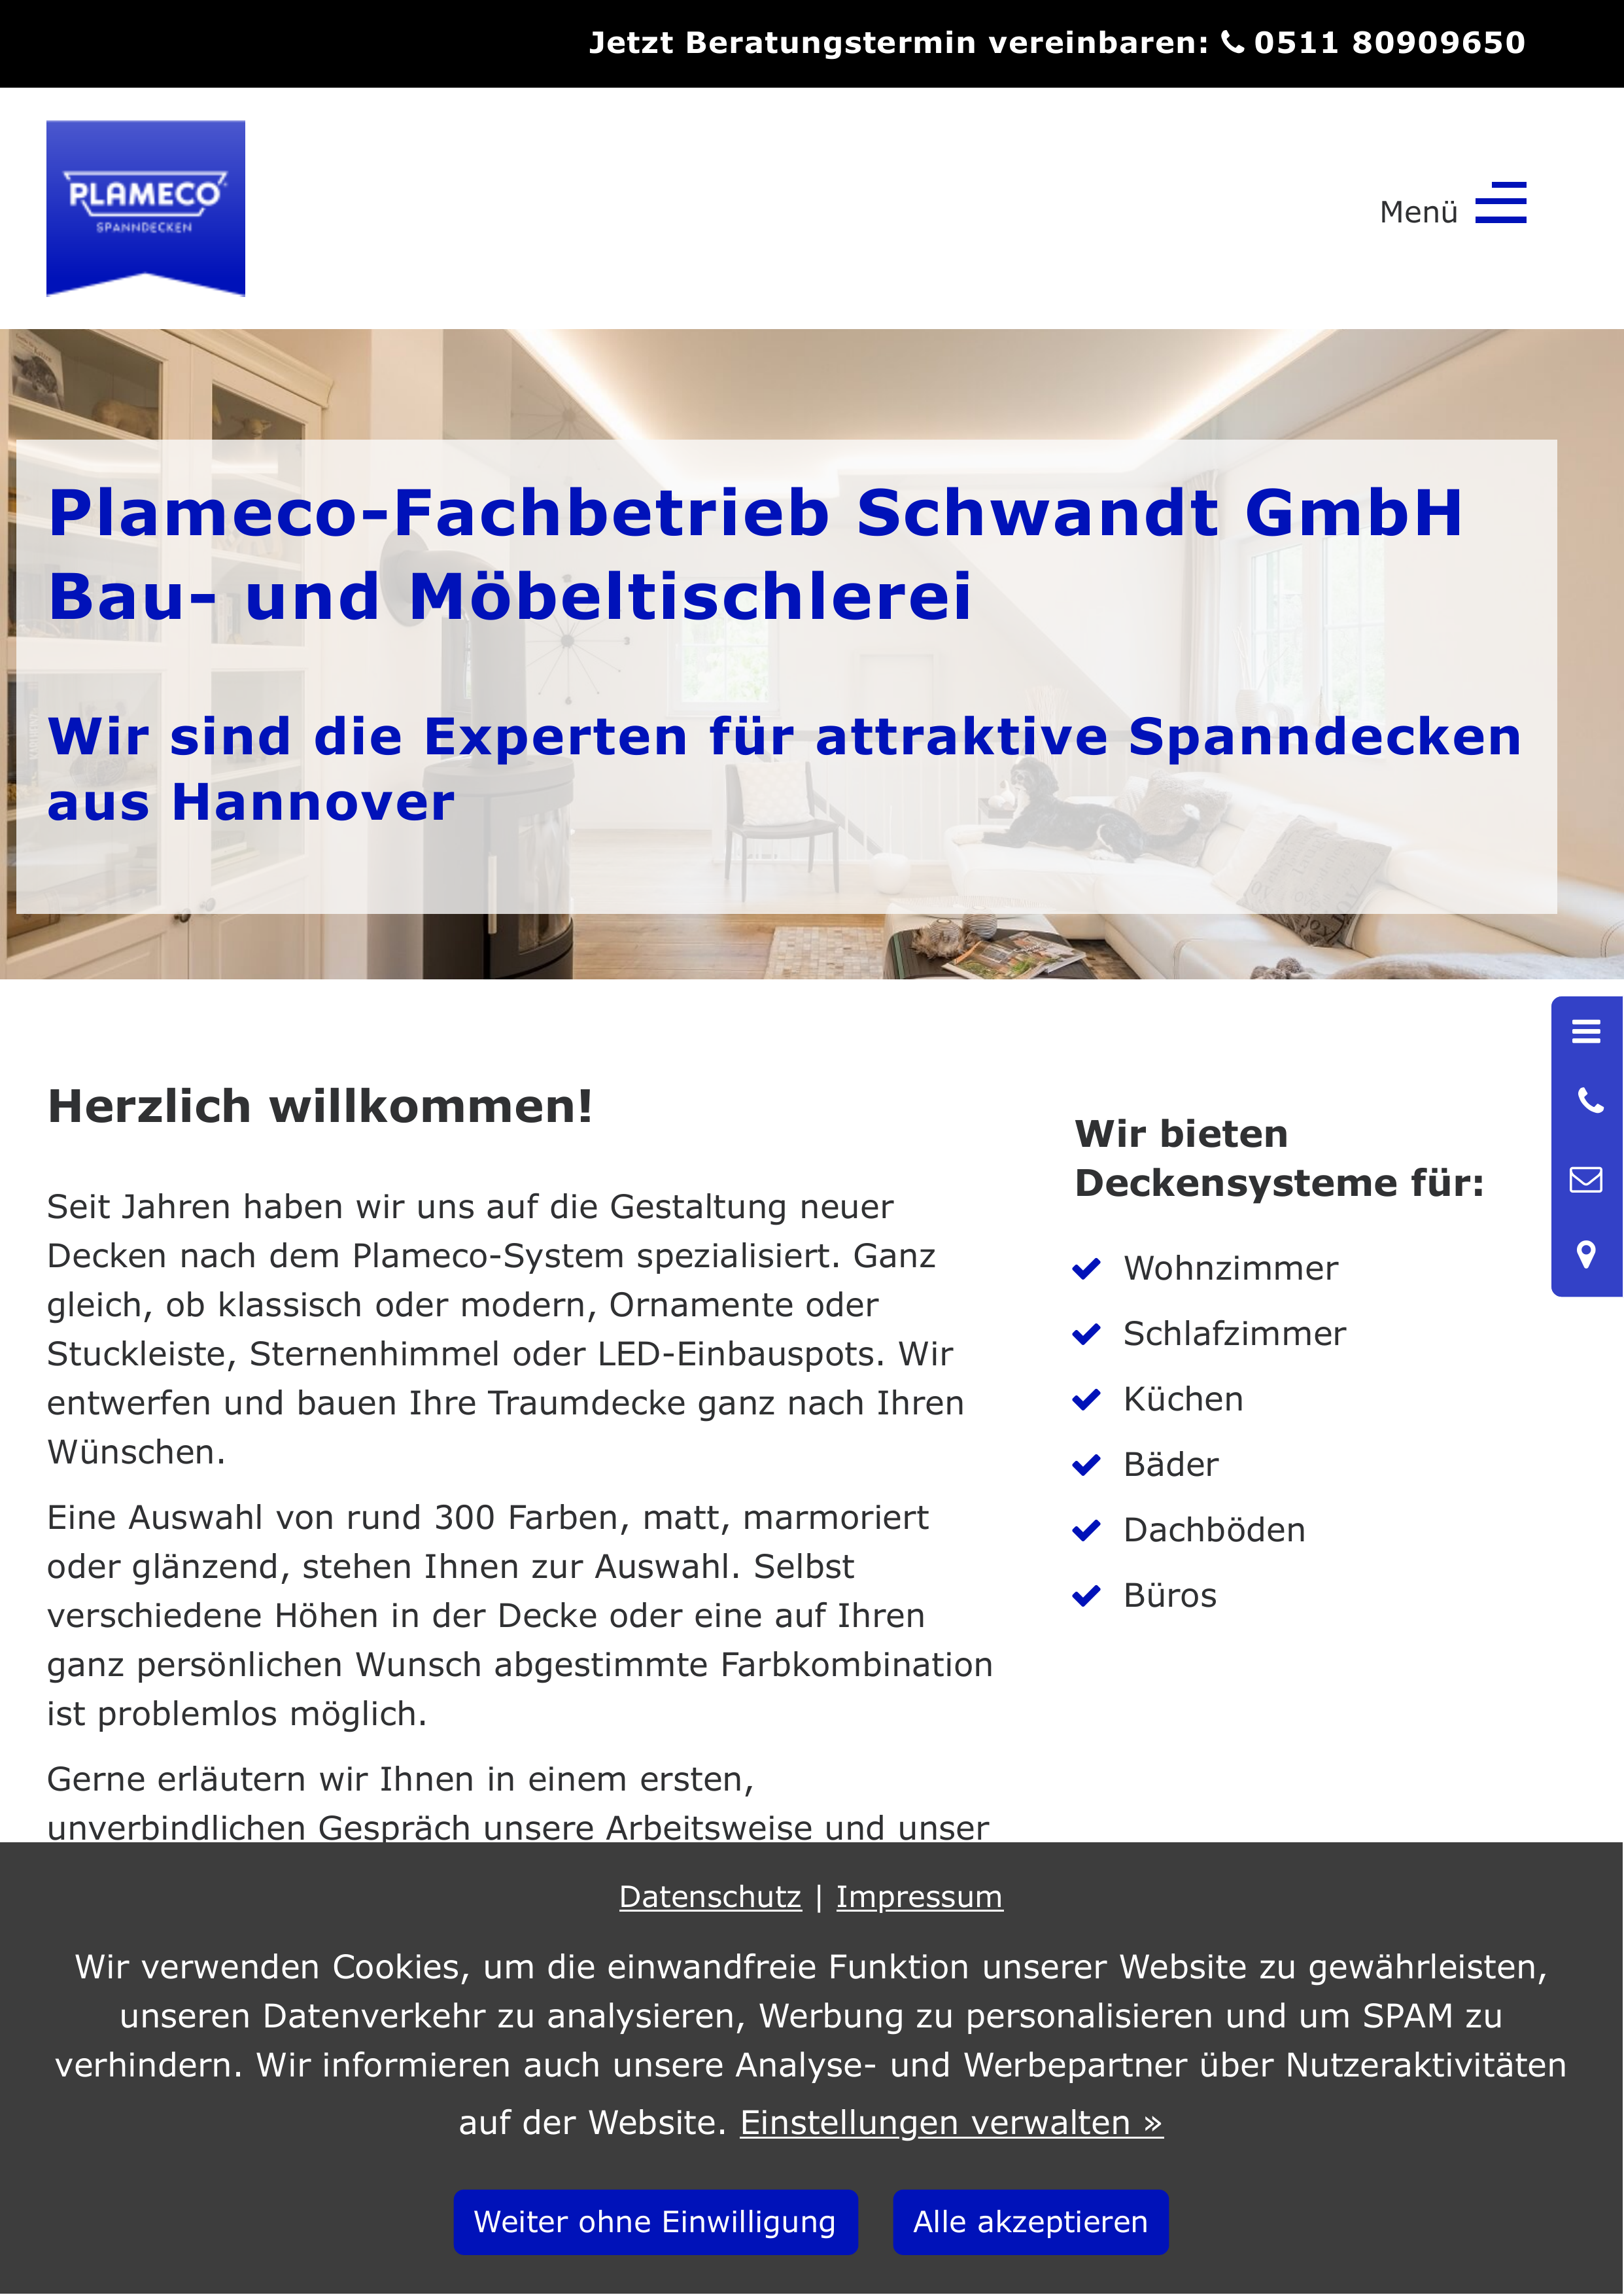 Jetzt Beratungstermin vereinbaren: 0511 80909650
PLAMECO
SPANNDECKEN
Menü
Plameco-Fachbetrieb Schwandt GmbH
Bau- und Möbeltischlerei
Wir sind die Experten für attraktive Spanndecken
aus Hannover
Herzlich willkommen!
Seit Jahren haben wir uns auf die Gestaltung neuer
Decken nach dem Plameco-System spezialisiert. Ganz
gleich, ob klassisch oder modern, Ornamente oder
Stuckleiste, Sternenhimmel oder LED-Einbauspots. Wir
entwerfen und bauen Ihre Traumdecke ganz nach Ihren
Wünschen.
Eine Auswahl von rund 300 Farben, matt, marmoriert
oder glänzend, stehen Ihnen zur Auswahl. Selbst
verschiedene Höhen in der Decke oder eine auf Ihren
ganz persönlichen Wunsch abgestimmte Farbkombination
ist problemlos möglich.
Gerne erläutern wir Ihnen in einem ersten,
unverbindlichen Gespräch unsere Arbeitsweise und unser
Wir bieten
Deckensysteme für:
Wohnzimmer
Schlafzimmer
Küchen
Bäder
Dachböden
Büros
Datenschutz | Impressum
Wir verwenden Cookies, um die einwandfreie Funktion unserer Website zu gewährleisten,
unseren Datenverkehr zu analysieren, Werbung zu personalisieren und um SPAM zu
verhindern. Wir informieren auch unsere Analyse- und Werbepartner über Nutzeraktivitäten
auf der Website. Einstellungen verwalten »
Weiter ohne Einwilligung
Alle akzeptieren